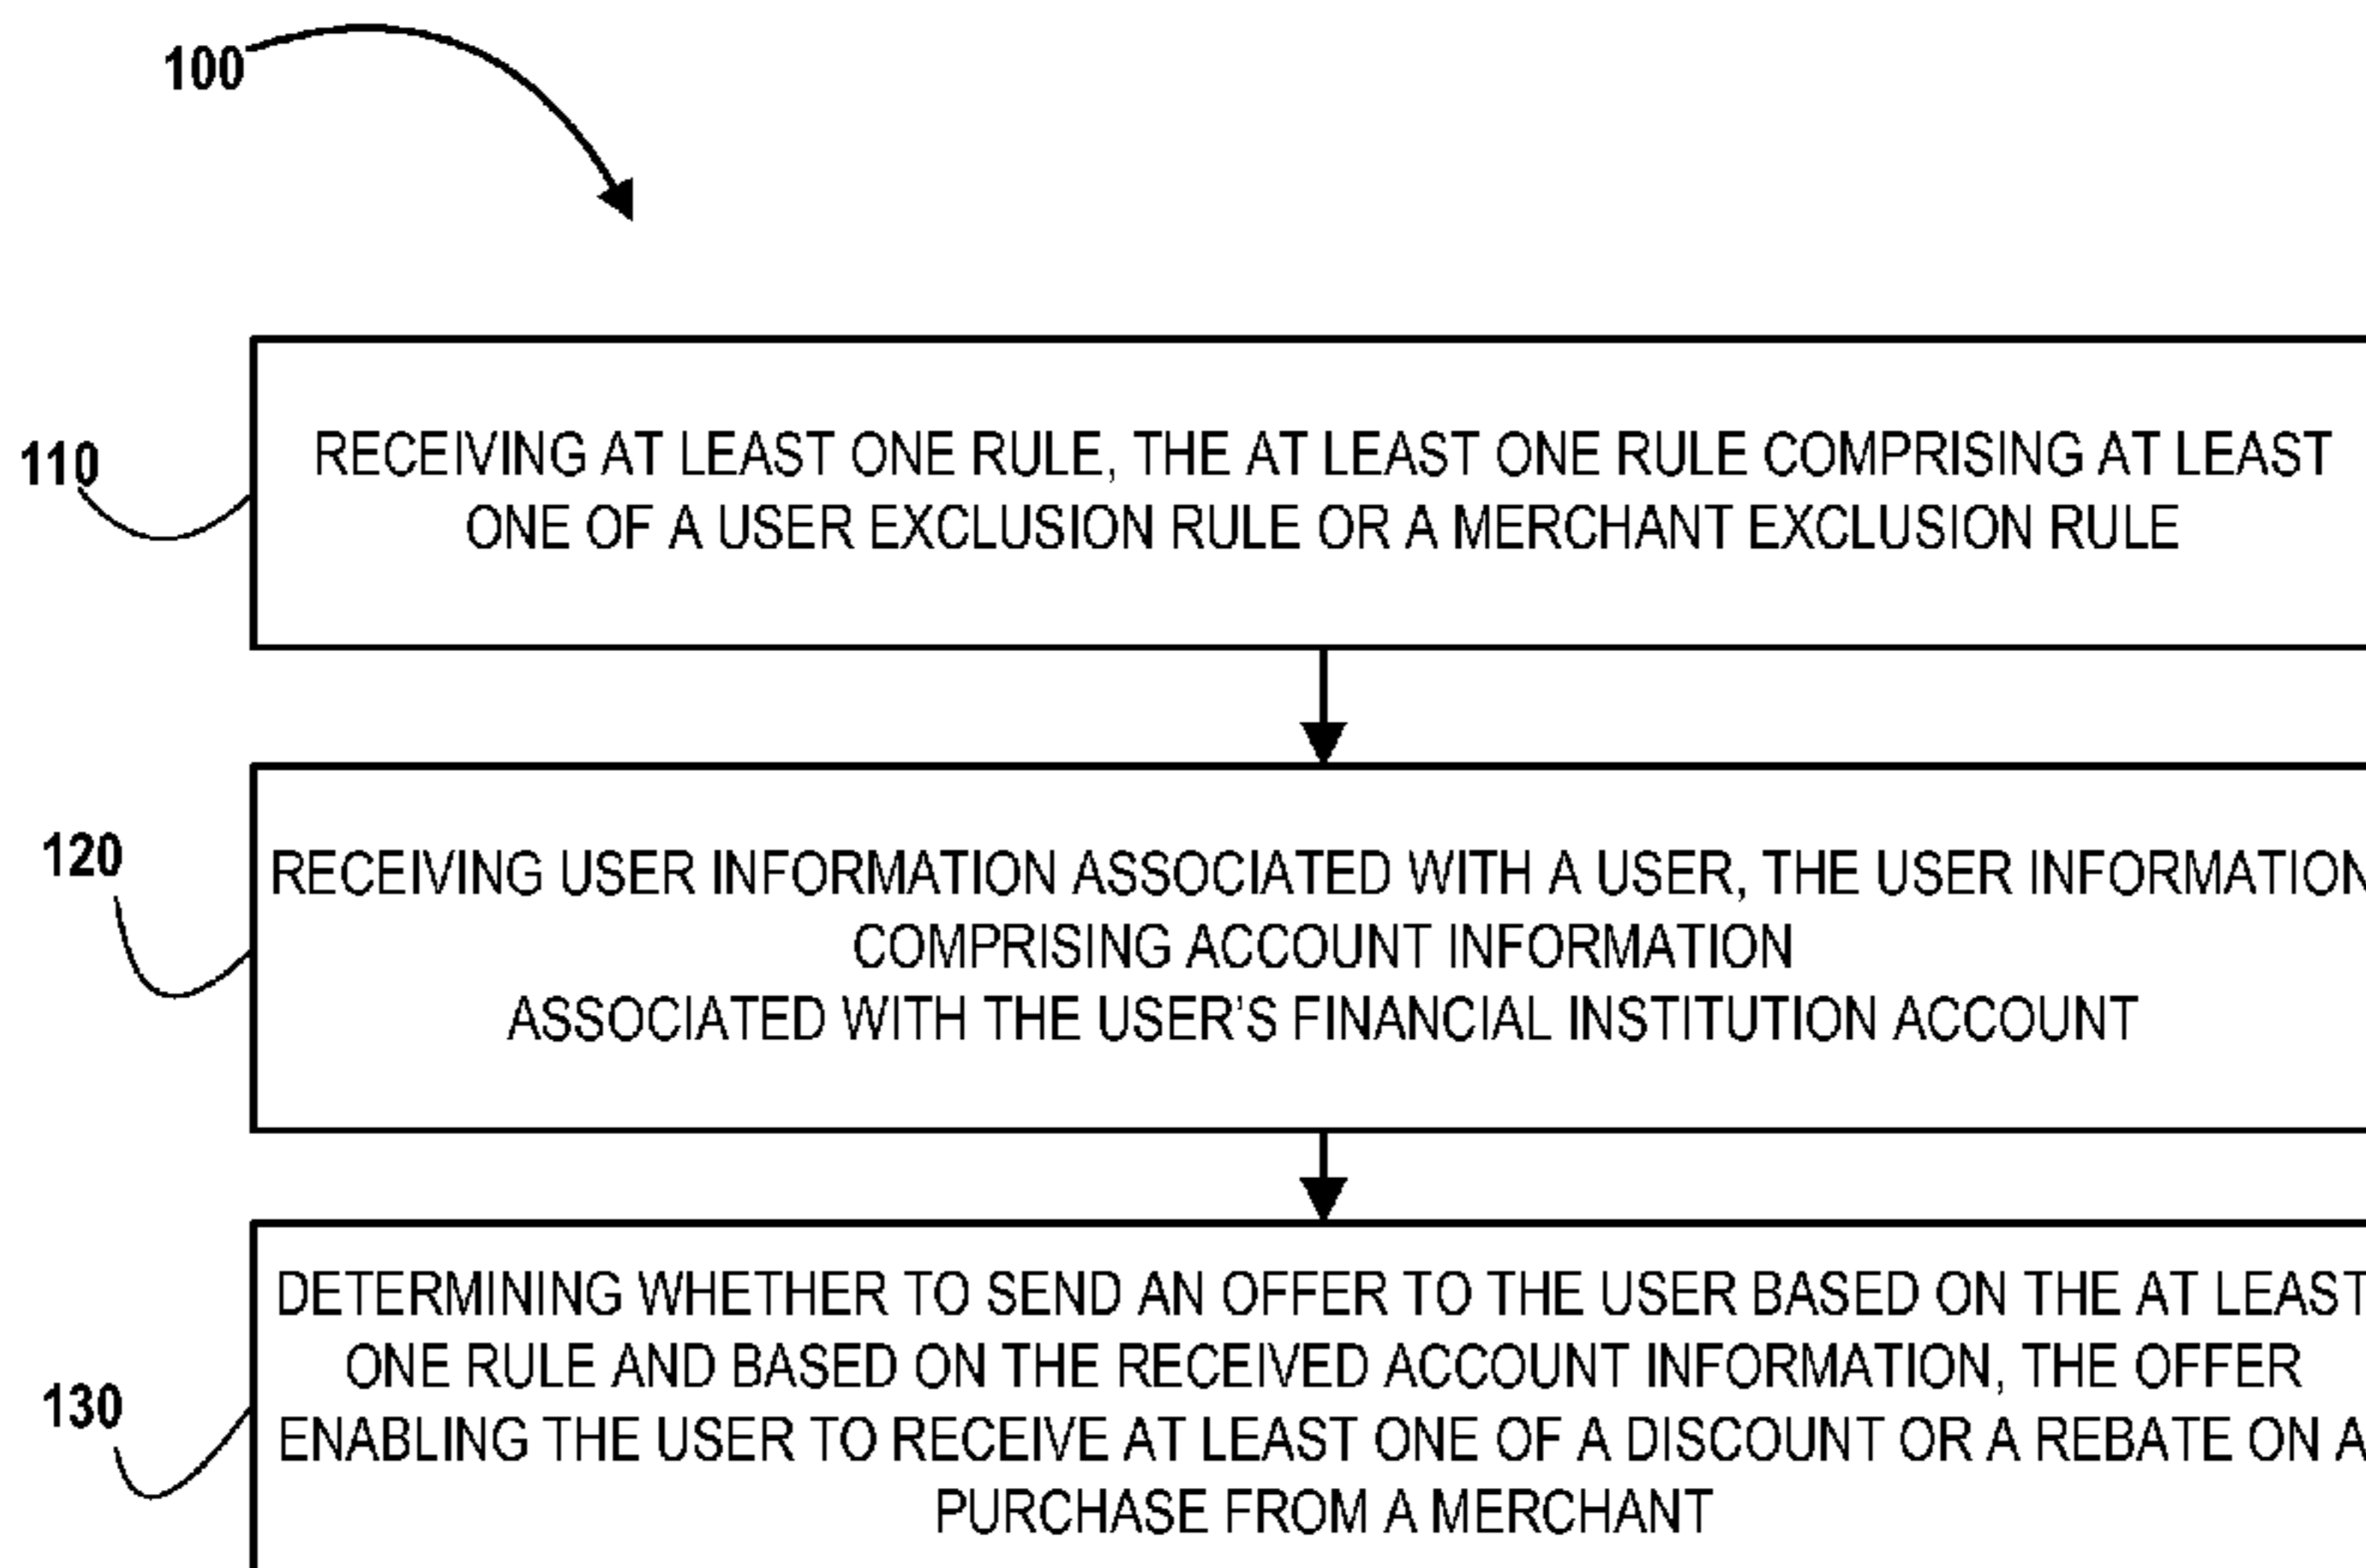 100
110
RECEIVING AT LEAST ONE RULE, THE AT LEAST ONE RULE COMPRISING AT LEAST
ONE OF A USER EXCLUSION RULE OR A MERCHANT EXCLUSION RULE
120
RECEIVING USER INFORMATION ASSOCIATED WITH A USER, THE USER INFORMATION
COMPRISING ACCOUNT INFORMATION
ASSOCIATED WITH THE USER'S FINANCIAL INSTITUTION ACCOUNT
130
DETERMINING WHETHER TO SEND AN OFFER TO THE USER BASED ON THE AT LEAST
ONE RULE AND BASED ON THE RECEIVED ACCOUNT INFORMATION, THE OFFER
ENABLING THE USER TO RECEIVE AT LEAST ONE OF A DISCOUNT OR A REBATE ON A
PURCHASE FROM A MERCHANT